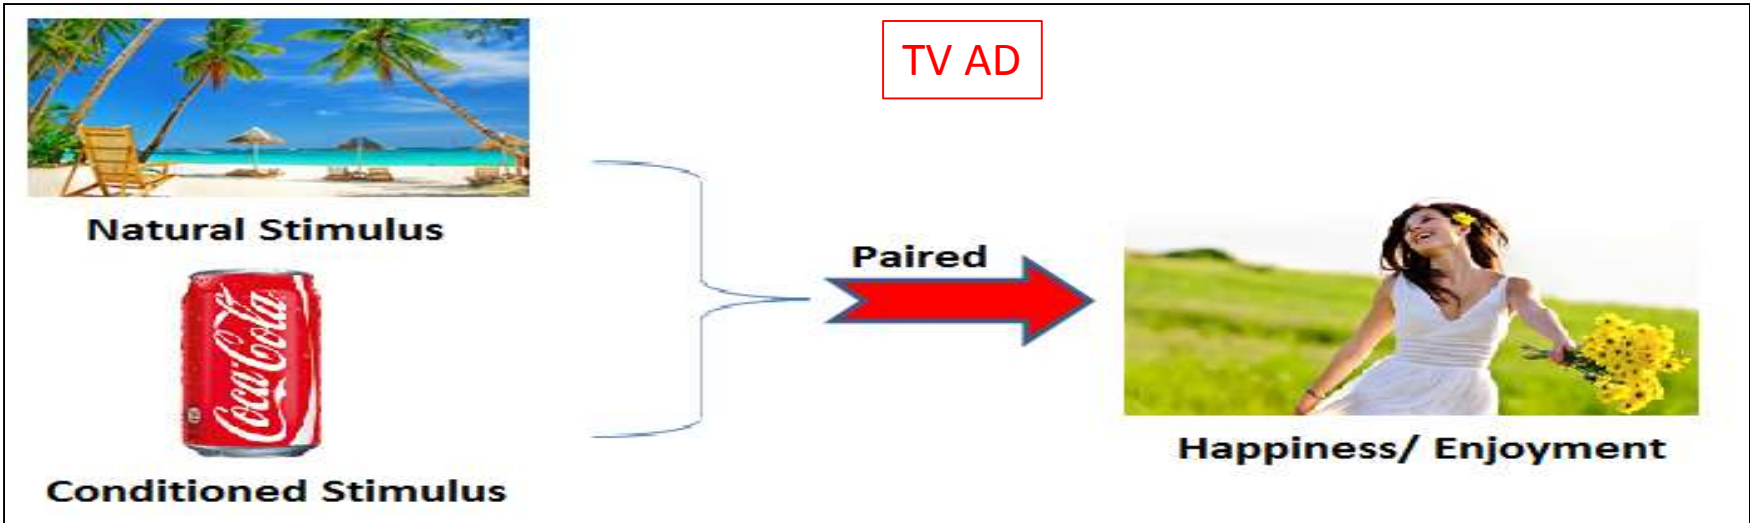 TV AD
Natural Stimulus
Paired
Coca-Cola
Happiness/ Enjoyment
Conditioned Stimulus